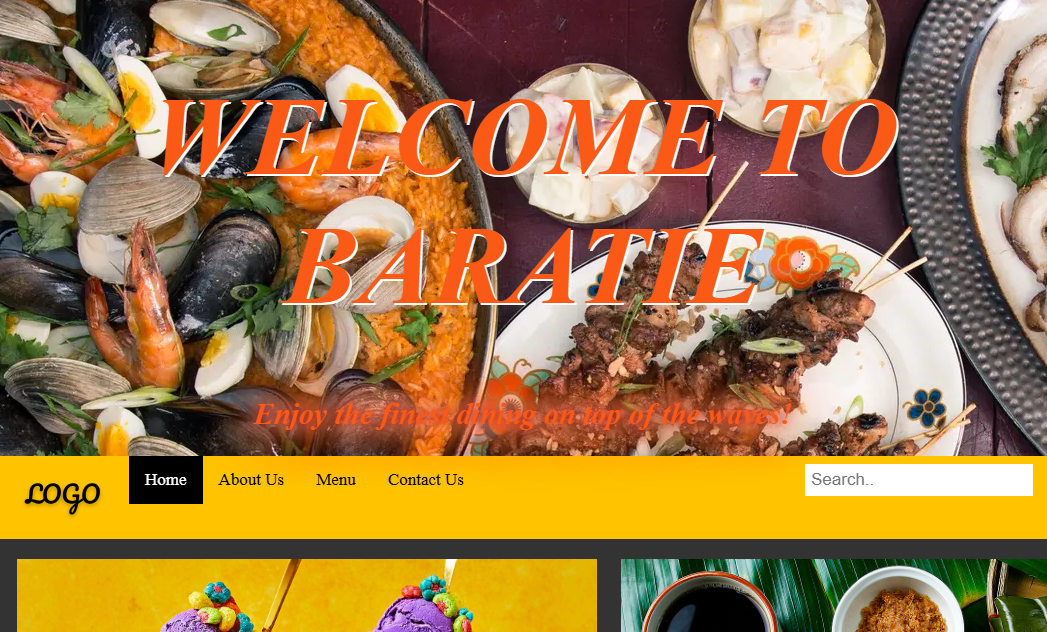 WELCOME TO
BARATIE
Enjoy the finest dining on top of the waves!
LOGO Home About Us Menu Contact Us Search..